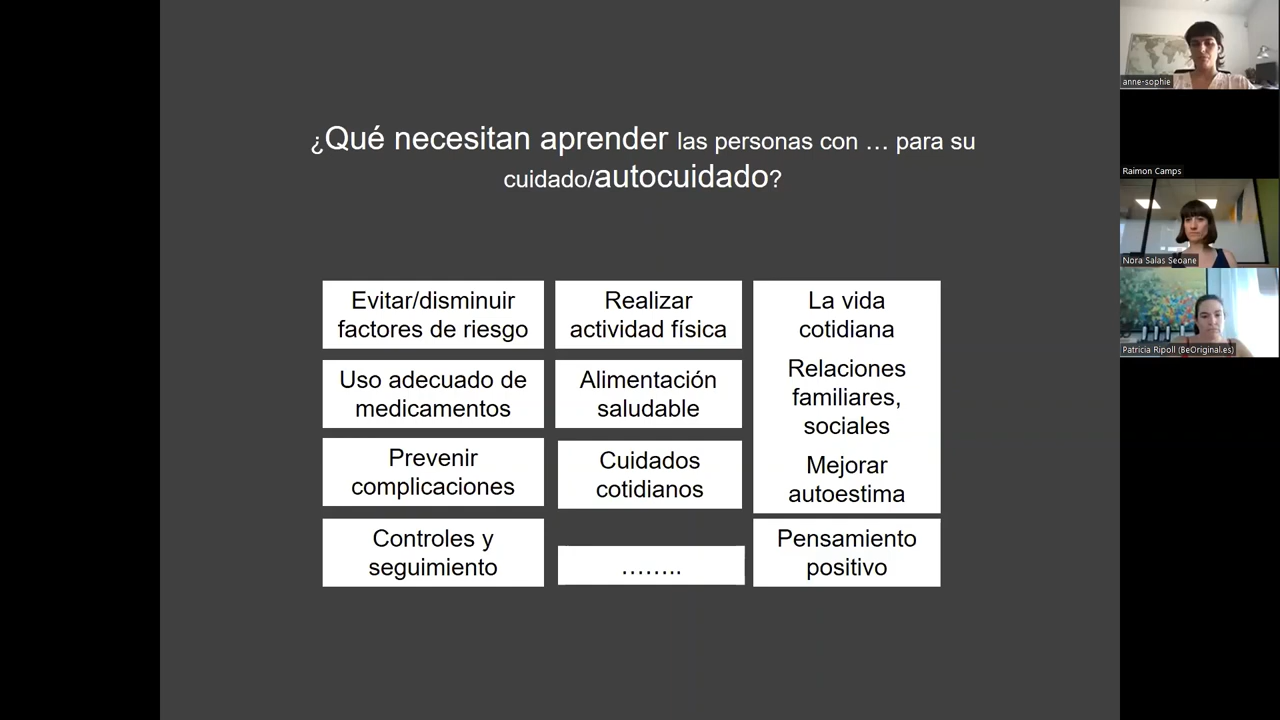 ¿Qué necesitan aprender las personas con … para su
cuidado/autocuidado?
Evitar/disminuir
factores de riesgo
Uso adecuado de
medicamentos
Prevenir
complicaciones
Controles y
seguimiento
Realizar
actividad física
Alimentación
saludable
Cuidados
cotidianos
……..
La vida
cotidiana
Relaciones
familiares,
sociales
Mejorar
autoestima
Pensamiento
positivo
anne-sophie
Raimon Camps
Nora Salas Seoane
Patricia Ripoll (BeOriginal.es)